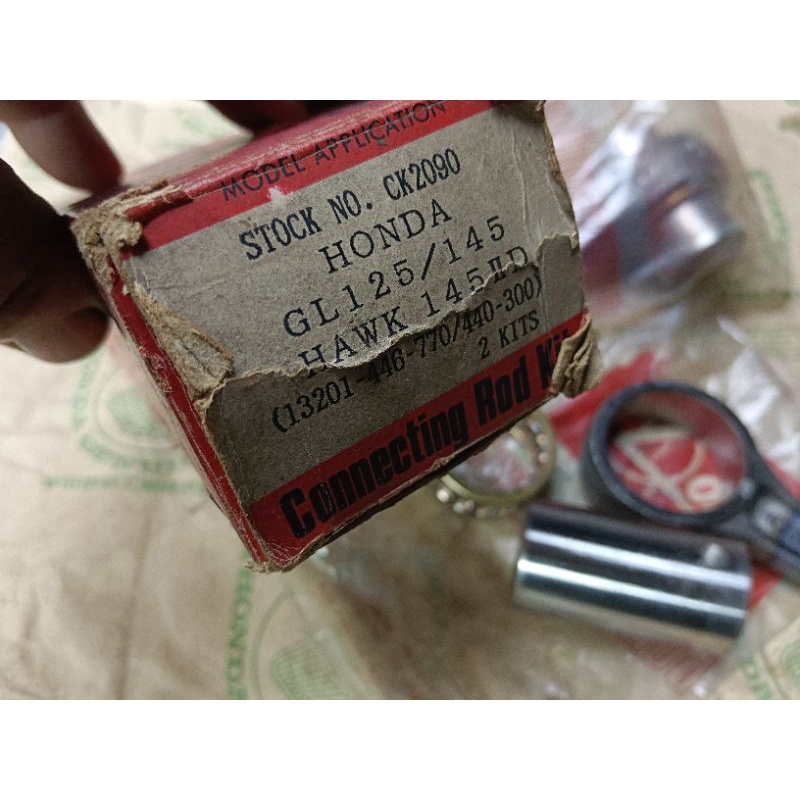 MODEL APPLICATION
STOCK NO. CK2090
HONDA
GL125/145
HAWK 145ⅡD
(13201-446-770/440-300)
2 KITS
Connecting Rod Kit